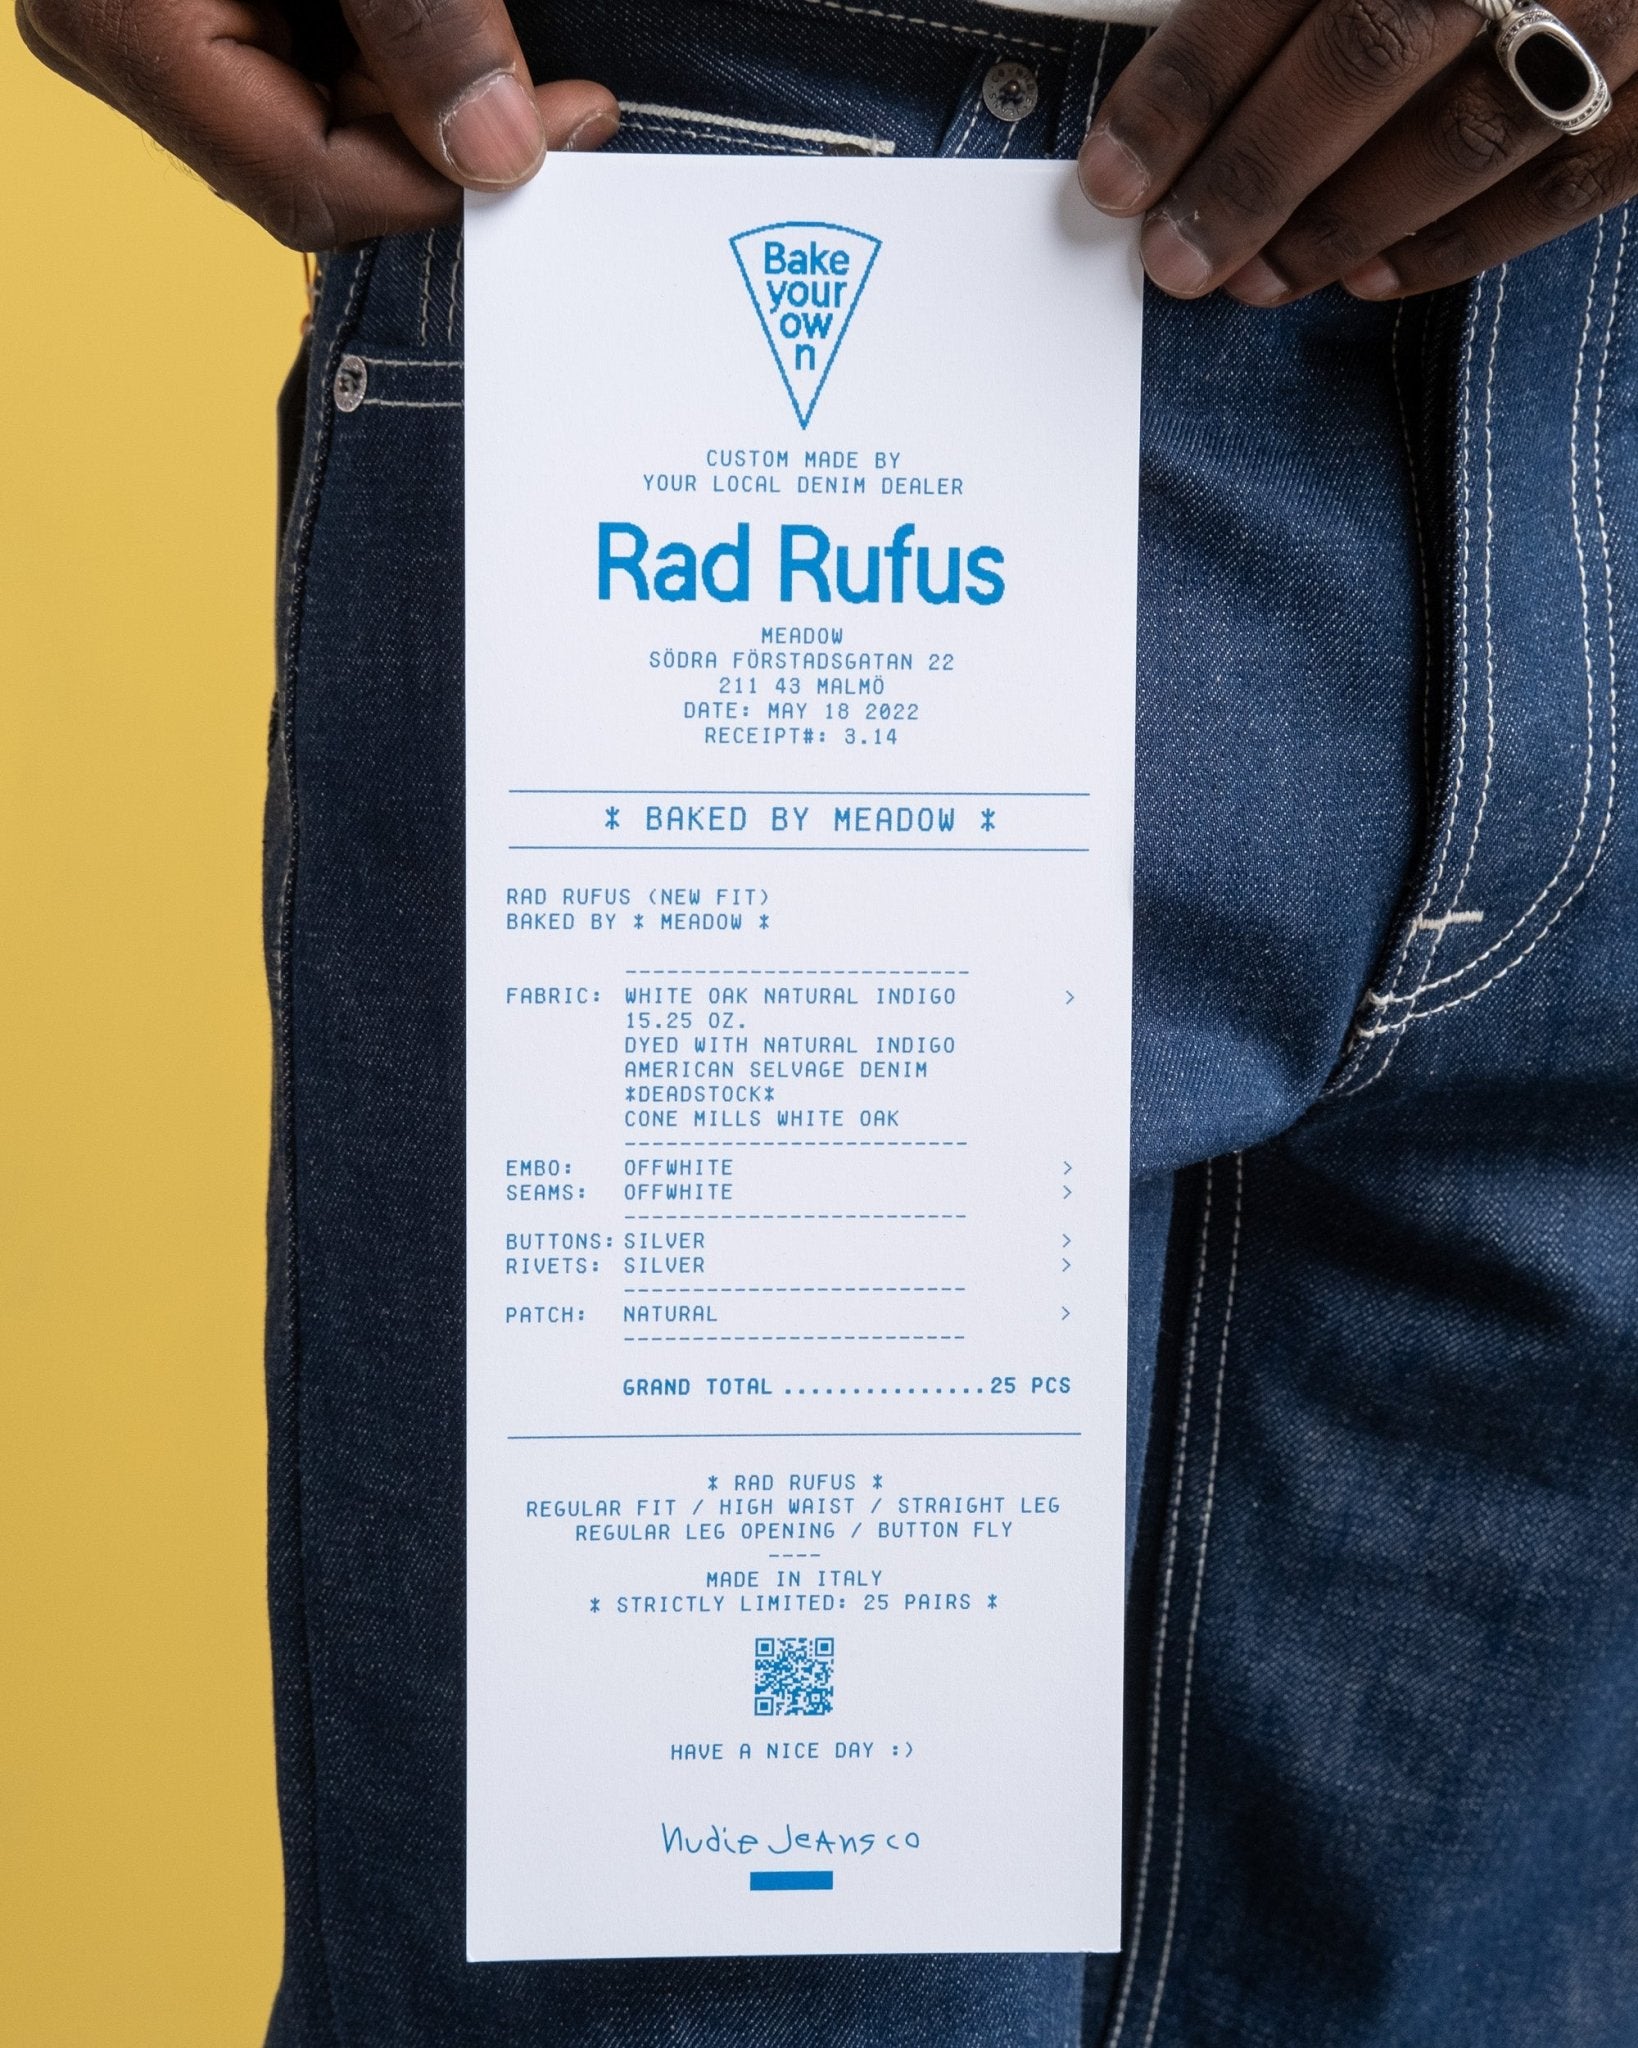 Bake
your
ow
n
CUSTOM MADE BY
YOUR LOCAL DENIM DEALER
Rad Rufus
MEADOW
SÖDRA FÖRSTADSGATAN 22
211 43 MALMÖ
DATE: MAY 18 2022
RECEIPT#: 3.14
* BAKED BY MEADOW *
RAD RUFUS (NEW FIT)
BAKED BY * MEADOW *
-------------------------
FABRIC: WHITE OAK NATURAL INDIGO >
15.25 OZ.
DYED WITH NATURAL INDIGO
AMERICAN SELVAGE DENIM
*DEADSTOCK*
CONE MILLS WHITE OAK
-------------------------
EMBO: OFFWHITE >
SEAMS: OFFWHITE >
-------------------------
BUTTONS: SILVER >
RIVETS: SILVER >
-------------------------
PATCH: NATURAL >
-------------------------
GRAND TOTAL ...............25 PCS
* RAD RUFUS *
REGULAR FIT / HIGH WAIST / STRAIGHT LEG
REGULAR LEG OPENING / BUTTON FLY
----
MADE IN ITALY
* STRICTLY LIMITED: 25 PAIRS *
HAVE A NICE DAY :)
Nudie Jeans co